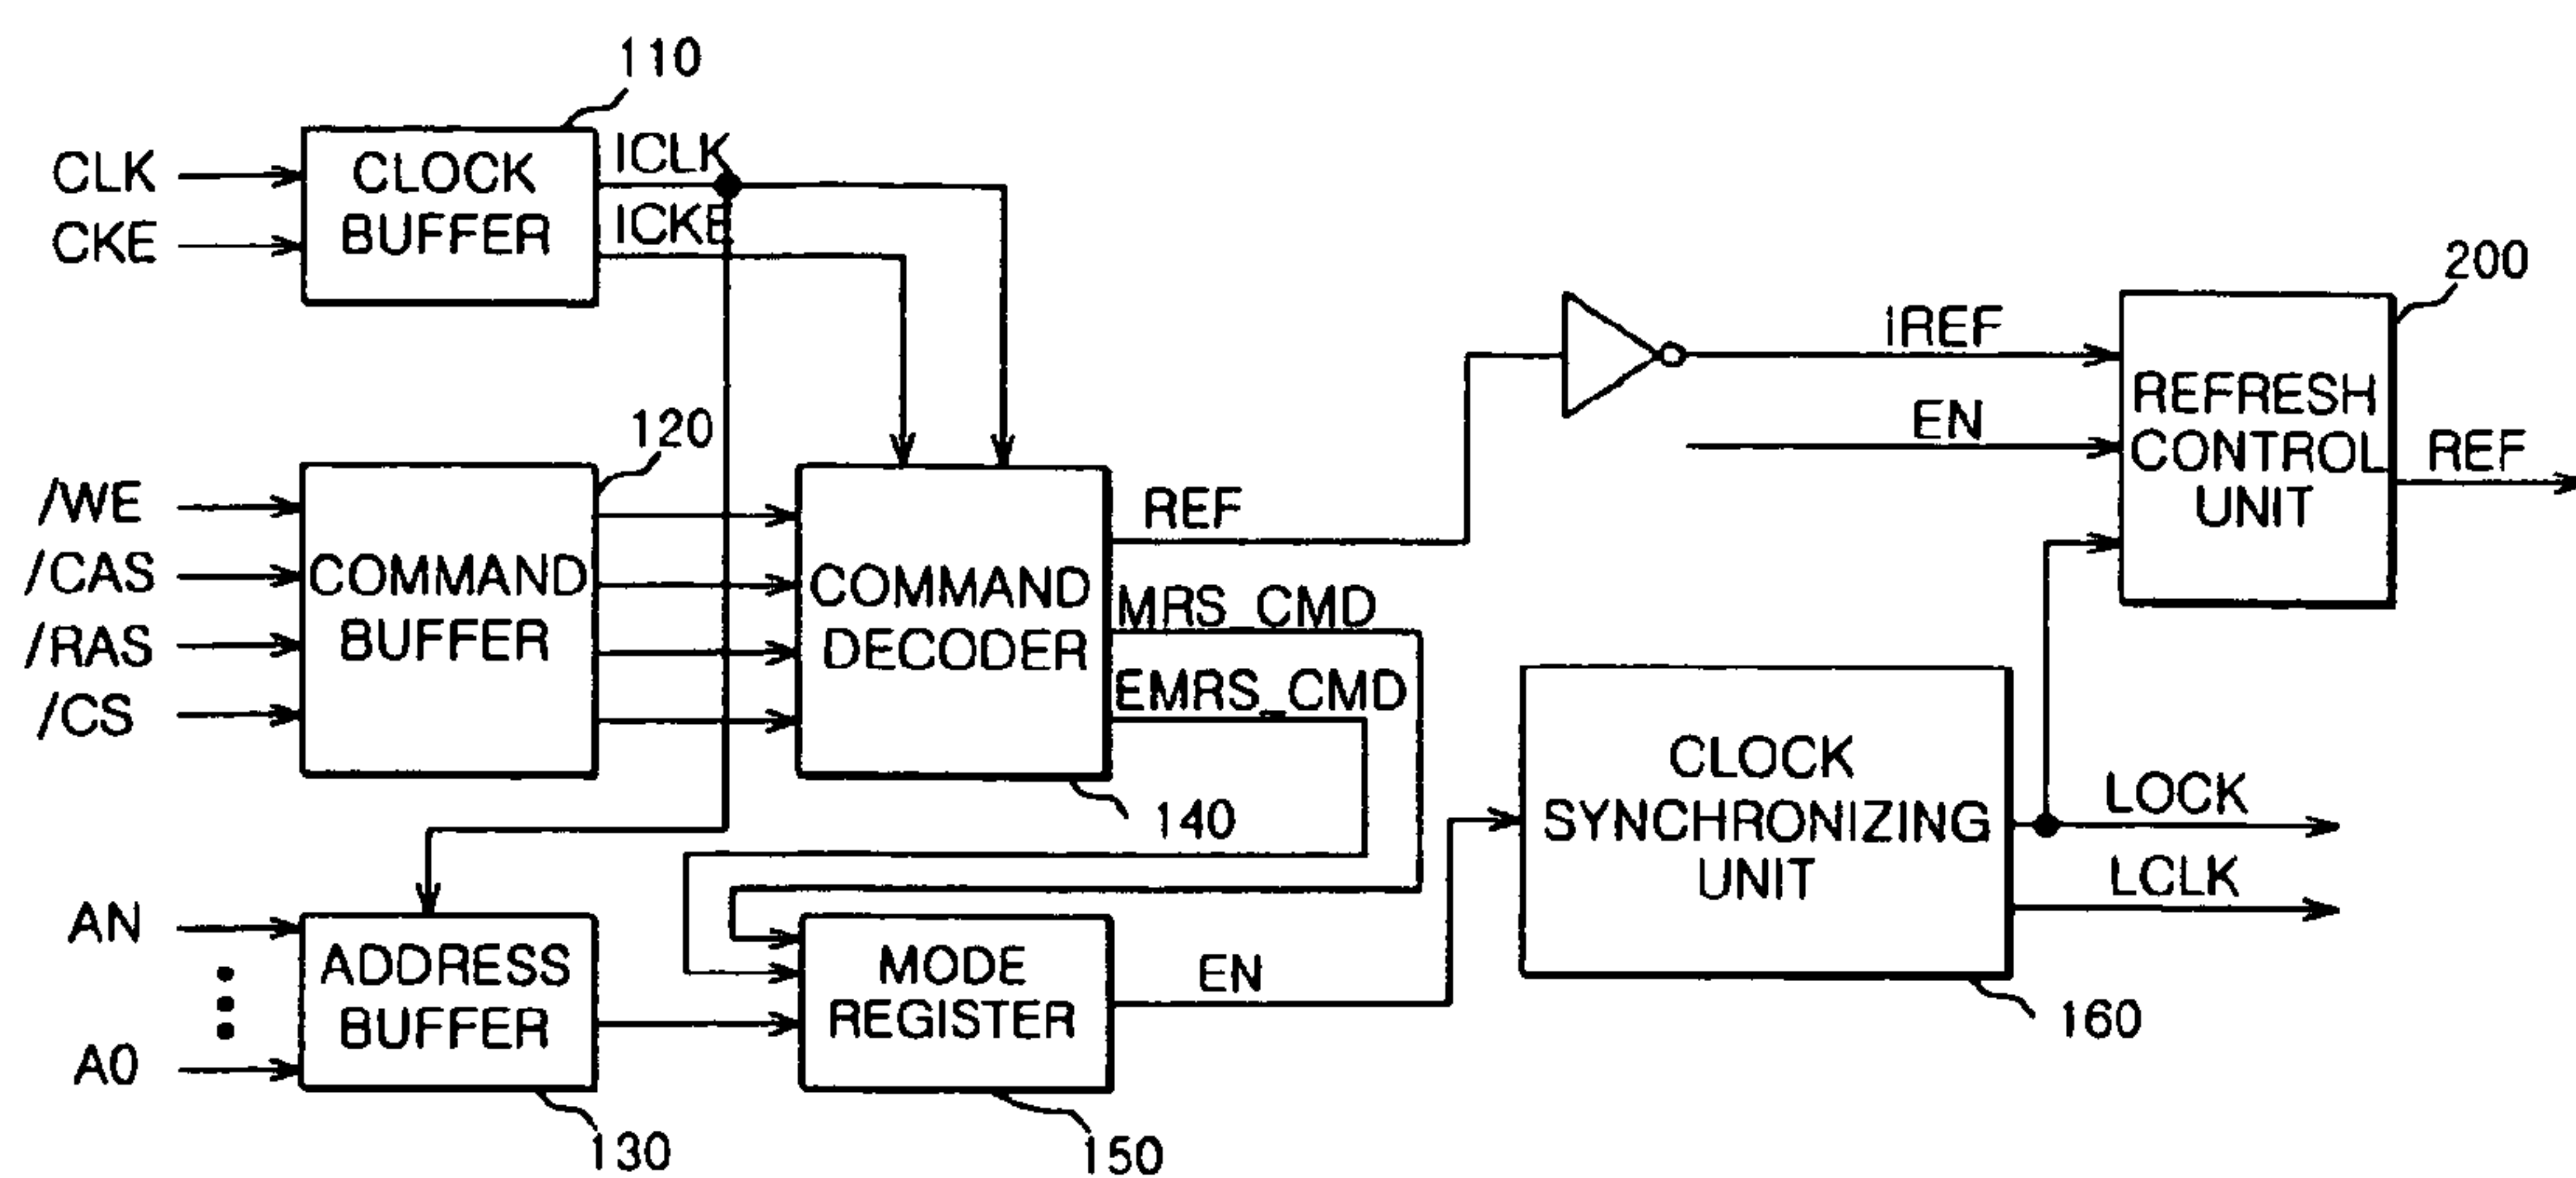 110
CLK
CKE
CLOCK
BUFFER
ICLK
ICKE
120
/WE
/CAS
/RAS
/CS
COMMAND
BUFFER
COMMAND
DECODER
140
REF
MRS_CMD
EMRS_CMD
iREF
EN
200
REFRESH
CONTROL
UNIT
REF
CLOCK
SYNCHRONIZING
UNIT
LOCK
LCLK
160
AN
A0
ADDRESS
BUFFER
130
MODE
REGISTER
150
EN